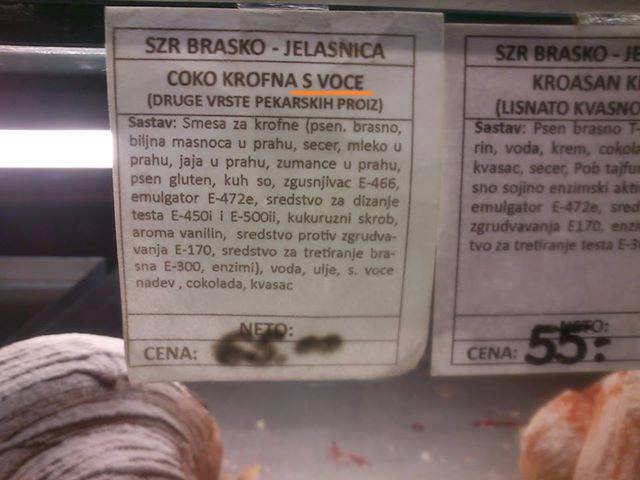 SZR BRASKO - JELASNICA
COKO KROFNA S VOCE
(DRUGE VRSTE PEKARSKIH PROIZ)
Sastav: Smesa za krofne (psen. brasno,
biljna masnoca u prahu, secer, mleko u
prahu, jaja u prahu, zumance u prahu,
psen gluten, kuh so, zgusnjivac E-466,
emulgator E-472e, sredstvo za dizanje
testa E-450i i E-500ii, kukuruzni skrob,
aroma vanilin, sredstvo protiv zgrudva-
vanja E-170, sredstvo za tretiranje bra-
sna E-300, enzimi), voda, ulje, s. voce
nadev , cokolada, kvasac
NETO:
CENA:
SZR BRASKO - JE
KROASAN K
(LISNATO KVASNO
Sastav: Psen brasno T
rin, voda, krem, cokola
kvasac, secer, Pob tajfu
sno sojino enzimski akt
emulgator E-472e, sred
zgrudvavanja E170, enz
tvo za tretiranje testa E-3
NETO:
CENA: 55: